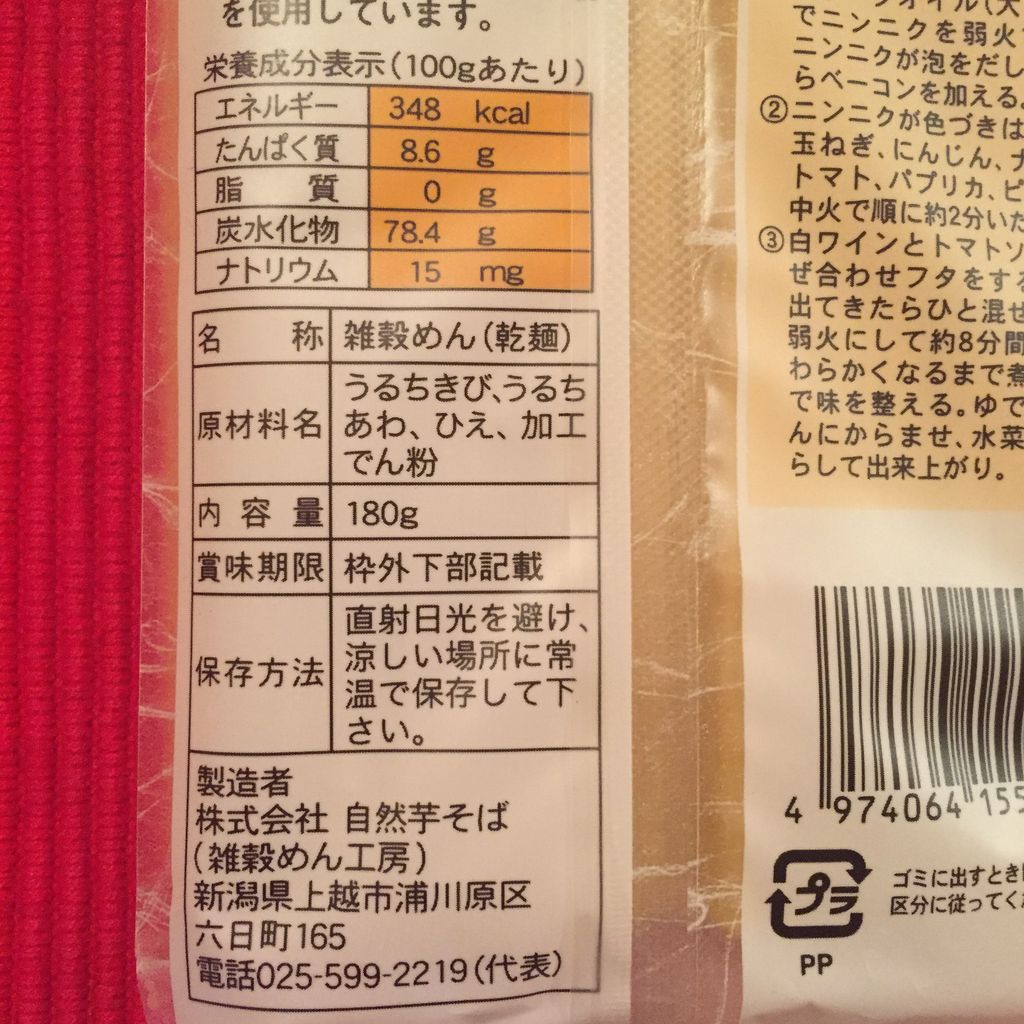 を使用しています。
栄養成分表示(100gあたり)
エネルギー 348 kcal
たんぱく質 8.6 g
脂質 0 g
炭水化物 78.4 g
ナトリウム 15 mg
名称 雑穀めん(乾麺)
原材料名 うるちきび、うるち
あわ、ひえ、加工
でん粉
内容量 180g
賞味期限 枠外下部記載
保存方法 直射日光を避け、
涼しい場所に常
温で保存して下
さい。
製造者
株式会社 自然芋そば
(雑穀めん工房)
新潟県上越市浦川原区
六日町165
電話025-599-2219(代表)
オイル(大
でニンニクを弱火
ニンニクが泡をだし
らベーコンを加える。
②ニンニクが色づきは
玉ねぎ、にんじん、ナ
トマト、パプリカ、ピ
中火で順に約2分いた
③白ワインとトマトソ
ぜ合わせフタをする
出てきたらひと混ぜ
弱火にして約8分間
わらかくなるまで煮
で味を整える。ゆで
んにからませ、水菜
らして出来上がり。
4 974064 155
プラ
PP
ゴミに出すとき
区分に従ってく